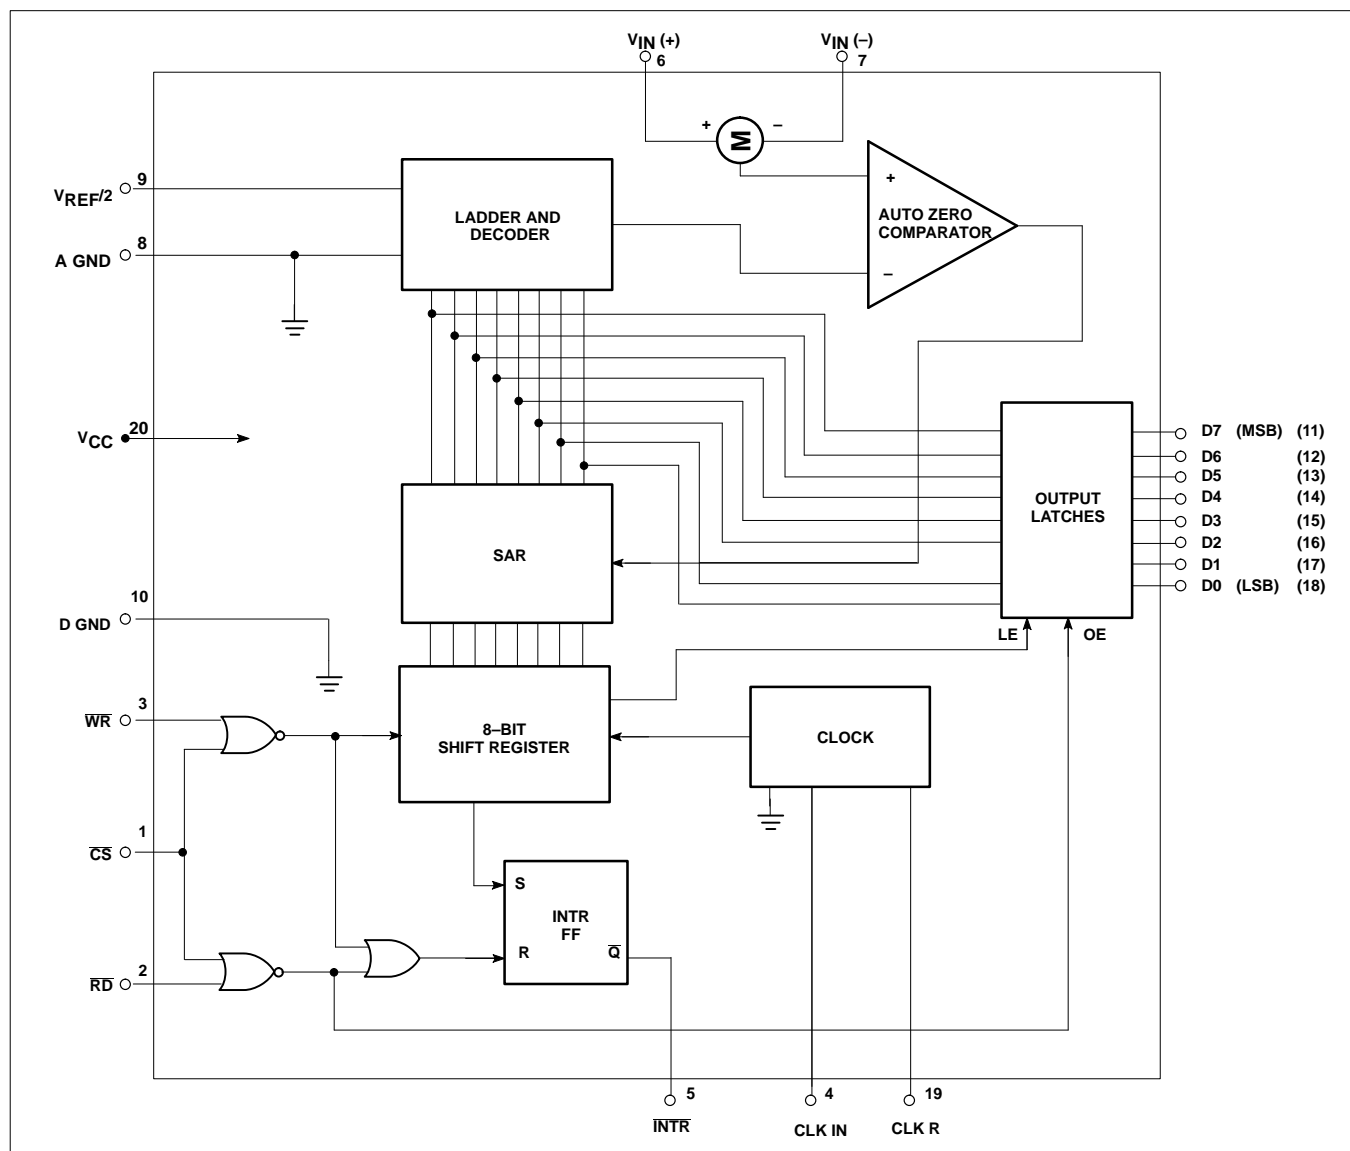 VIN (+)
6
VIN (–)
7
+
M
–
9
VREF/2
8
A GND
LADDER AND
DECODER
+
AUTO ZERO
COMPARATOR
–
20
VCC
D7 (MSB) (11)
D6 (12)
D5 (13)
D4 (14)
D3 (15)
D2 (16)
D1 (17)
D0 (LSB) (18)
OUTPUT
LATCHES
SAR
10
D GND
LE
OE
3
WR
8–BIT
SHIFT REGISTER
CLOCK
1
CS
S
INTR
FF
R
Q
2
RD
5
INTR
4
CLK IN
19
CLK R